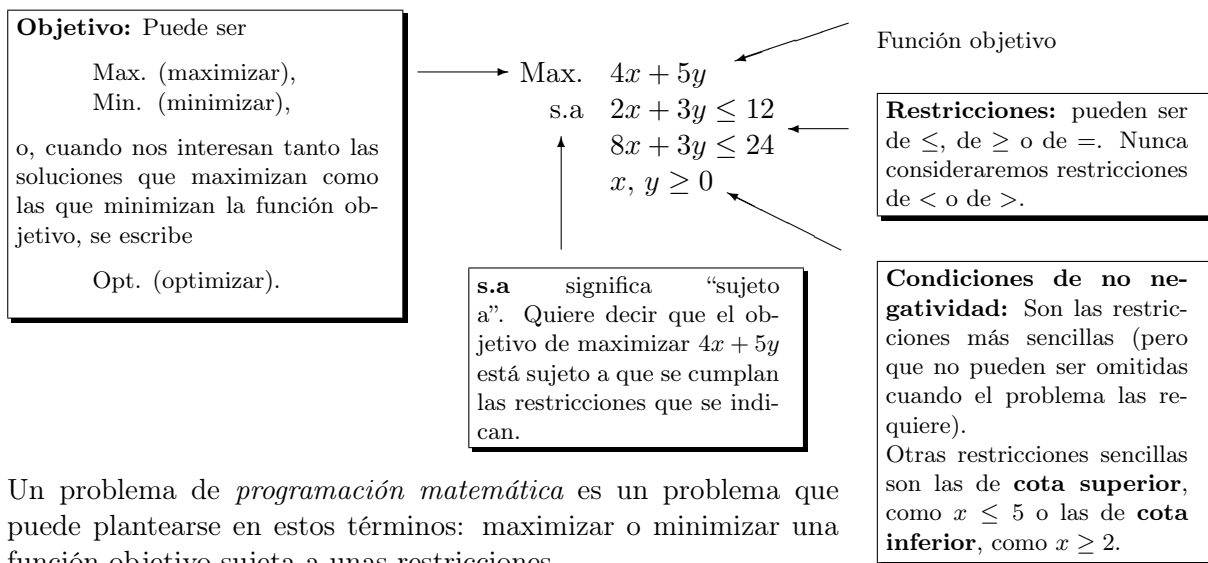 Objetivo: Puede ser
Max. (maximizar),
Min. (minimizar),
o, cuando nos interesan tanto las
soluciones que maximizan como
las que minimizan la función ob-
jetivo, se escribe
Opt. (optimizar).
Max. 4x + 5y
s.a 2x + 3y ≤ 12
8x + 3y ≤ 24
x, y ≥ 0
Función objetivo
Restricciones: pueden ser
de ≤, de ≥ o de =. Nunca
consideraremos restricciones
de < o de >.
s.a significa “sujeto
a”. Quiere decir que el ob-
jetivo de maximizar 4x + 5y
está sujeto a que se cumplan
las restricciones que se indi-
can.
Condiciones de no ne-
gatividad: Son las restric-
ciones más sencillas (pero
que no pueden ser omitidas
cuando el problema las re-
quiere).
Otras restricciones sencillas
son las de cota superior,
como x ≤ 5 o las de cota
inferior, como x ≥ 2.
Un problema de programación matemática es un problema que
puede plantearse en estos términos: maximizar o minimizar una
función objetivo sujeta a unas restricciones